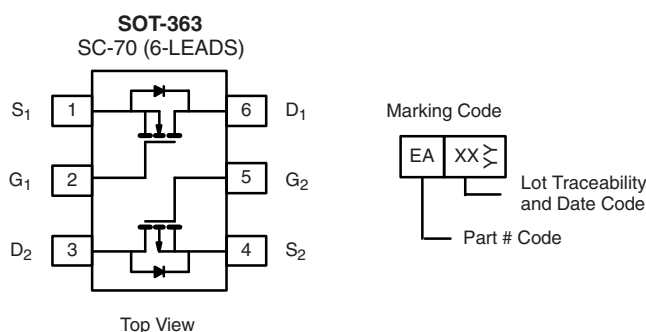 SOT-363
SC-70 (6-LEADS)
S1 1 6 D1
G1 2 5 G2
D2 3 4 S2
Top View
Marking Code
EA XX YY
Lot Traceability
and Date Code
Part # Code